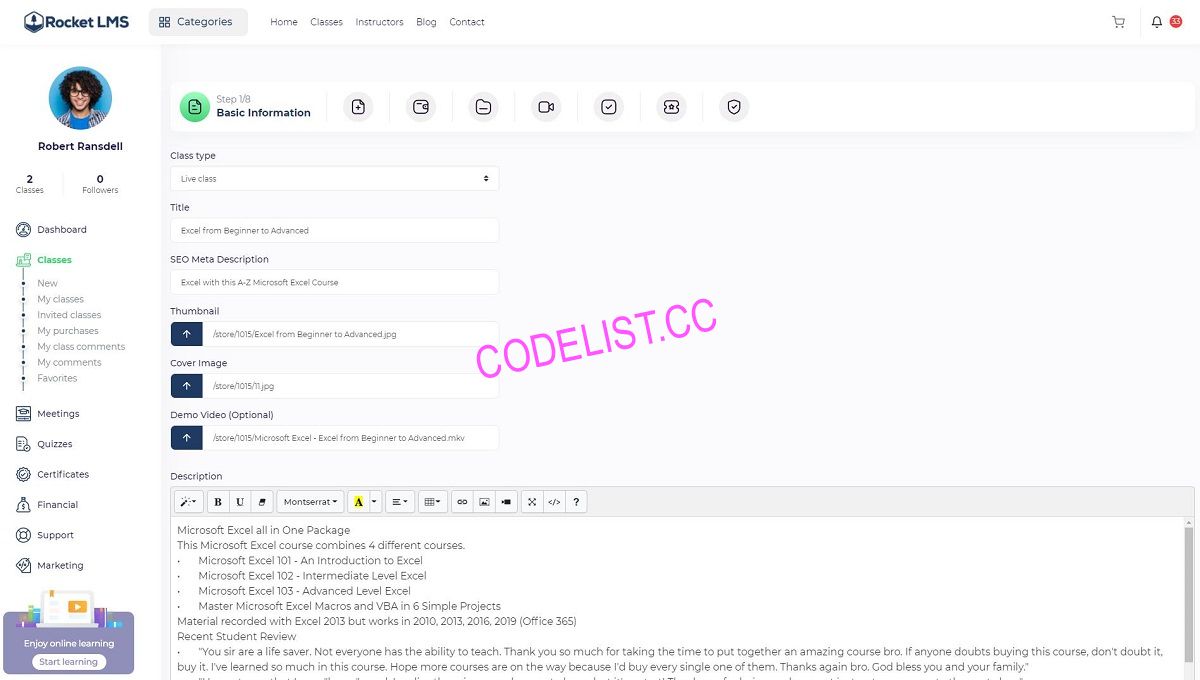 Rocket LMS
Categories
Home
Classes
Instructors
Blog
Contact
33
Robert Ransdell
2
Classes
0
Followers
Dashboard
Classes
New
My classes
Invited classes
My purchases
My class comments
My comments
Favorites
Meetings
Quizzes
Certificates
Financial
Support
Marketing
Enjoy online learning
Start learning
Step 1/8
Basic Information
Class type
Live class
Title
Excel from Beginner to Advanced
SEO Meta Description
Excel with this A-Z Microsoft Excel Course
Thumbnail
/store/1015/Excel from Beginner to Advanced.jpg
Cover Image
/store/1015/11.jpg
Demo Video (Optional)
/store/1015/Microsoft Excel - Excel from Beginner to Advanced.mkv
CODELIST.CC
Description
B U Montserrat A </> ?
Microsoft Excel all in One Package
This Microsoft Excel course combines 4 different courses.
• Microsoft Excel 101 - An Introduction to Excel
• Microsoft Excel 102 - Intermediate Level Excel
• Microsoft Excel 103 - Advanced Level Excel
• Master Microsoft Excel Macros and VBA in 6 Simple Projects
Material recorded with Excel 2013 but works in 2010, 2013, 2016, 2019 (Office 365)
Recent Student Review
• "You sir are a life saver. Not everyone has the ability to teach. Thank you so much for taking the time to put together an amazing course bro. If anyone doubts buying this course, don't doubt it,
buy it. I've learned so much in this course. Hope more courses are on the way because I'd buy every single one of them. Thanks again bro. God bless you and your family."